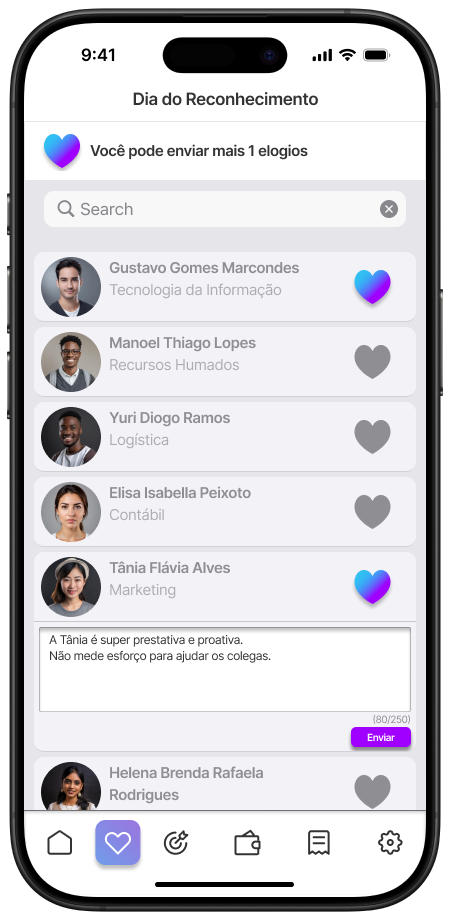 9:41
Dia do Reconhecimento
Você pode enviar mais 1 elogios
Search
Gustavo Gomes Marcondes
Tecnologia da Informação
Manoel Thiago Lopes
Recursos Humados
Yuri Diogo Ramos
Logística
Elisa Isabella Peixoto
Contábil
Tânia Flávia Alves
Marketing
A Tânia é super prestativa e proativa.
Não mede esforço para ajudar os colegas.
(80/250)
Enviar
Helena Brenda Rafaela
Rodrigues